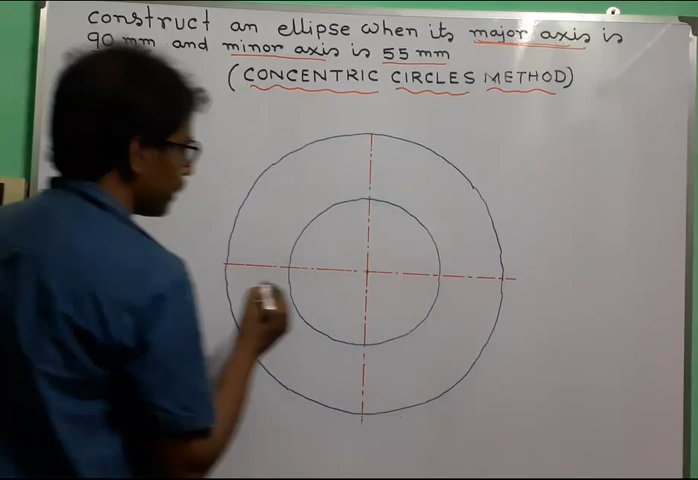 construct an ellipse when its major axis is
90 mm and minor axis is 55 mm
(CONCENTRIC CIRCLES METHOD)